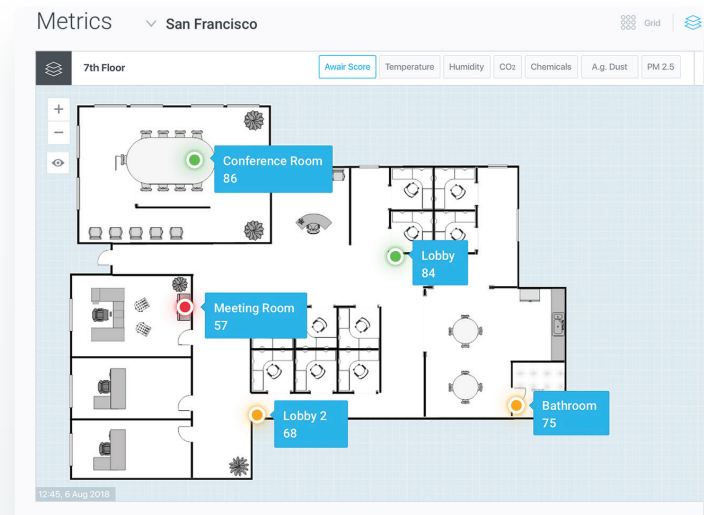 Metrics
San Francisco
Grid
7th Floor
Awair Score
Temperature
Humidity
CO2
Chemicals
A.g. Dust
PM 2.5
+
−
Conference Room
86
Lobby
84
Meeting Room
57
Lobby 2
68
Bathroom
75
12:45, 6 Aug 2018